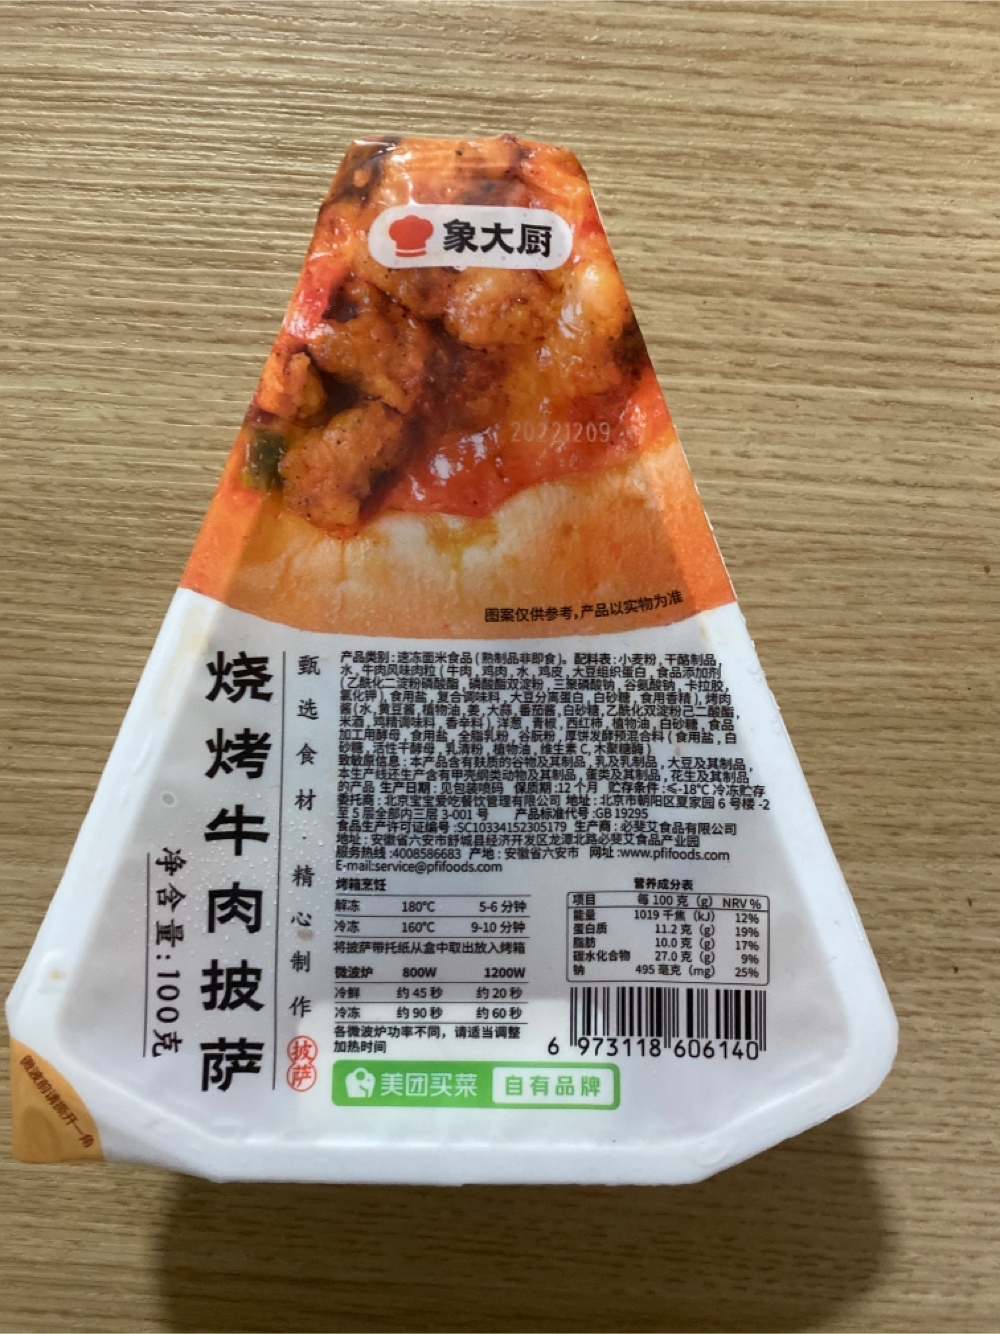 象大厨
20221209
图案仅供参考,产品以实物为准
烧烤牛肉披萨
净含量:100克
甄选食材·精心制作
披萨
产品类别:速冻面米食品(熟制品非即食)。配料表:小麦粉,干酪制品,
水,牛肉风味肉粒(牛肉,鸡肉,水,鸡皮,大豆组织蛋白,食品添加剂
(乙酰化二淀粉磷酸酯,磷酸酯双淀粉,三聚磷酸钠,谷氨酸钠,卡拉胶,
氯化钾),食用盐,复合调味料,大豆分离蛋白,白砂糖,食用香精),烤肉
酱(水,黄豆酱,植物油,姜,大蒜,番茄酱,白砂糖,乙酰化双淀粉己二酸酯,
米酒,鸡精调味料,香辛料),洋葱,青椒,西红柿,植物油,白砂糖,食品
加工用酵母,食用盐,全脂乳粉,谷朊粉,厚饼发酵预混合料(食用盐,白
砂糖,活性干酵母,乳清粉,植物油,维生素C,木聚糖酶)
致敏原信息:本产品含有麸质的谷物及其制品,乳及乳制品,大豆及其制品,
本生产线还生产含有甲壳纲类动物及其制品,蛋类及其制品,花生及其制品
的产品 生产日期:见包装喷码 保质期:12个月 贮存条件:≤-18℃冷冻贮存
委托商:北京宝宝爱吃餐饮管理有限公司 地址:北京市朝阳区夏家园6号楼-2
至5层全部内三层3-001号 产品标准代号:GB 19295
食品生产许可证编号:SC10334152305179 生产商:必斐艾食品有限公司
地址:安徽省六安市舒城县经济开发区龙潭北路必斐艾食品产业园
服务热线:4008586683 产地:安徽省六安市 网址:www.pfifoods.com
E-mail:service@pfifoods.com
烤箱烹饪
解冻 180℃ 5-6分钟
冷冻 160℃ 9-10分钟
将披萨带托纸从盒中取出放入烤箱
微波炉 800W 1200W
冷鲜 约45秒 约20秒
冷冻 约90秒 约60秒
各微波炉功率不同,请适当调整
加热时间
营养成分表
项目 每100克(g) NRV%
能量 1019千焦(kJ) 12%
蛋白质 11.2克(g) 19%
脂肪 10.0克(g) 17%
碳水化合物 27.0克(g) 9%
钠 495毫克(mg) 25%
6 973118 606140
美团买菜 自有品牌
微波前请撕开一角